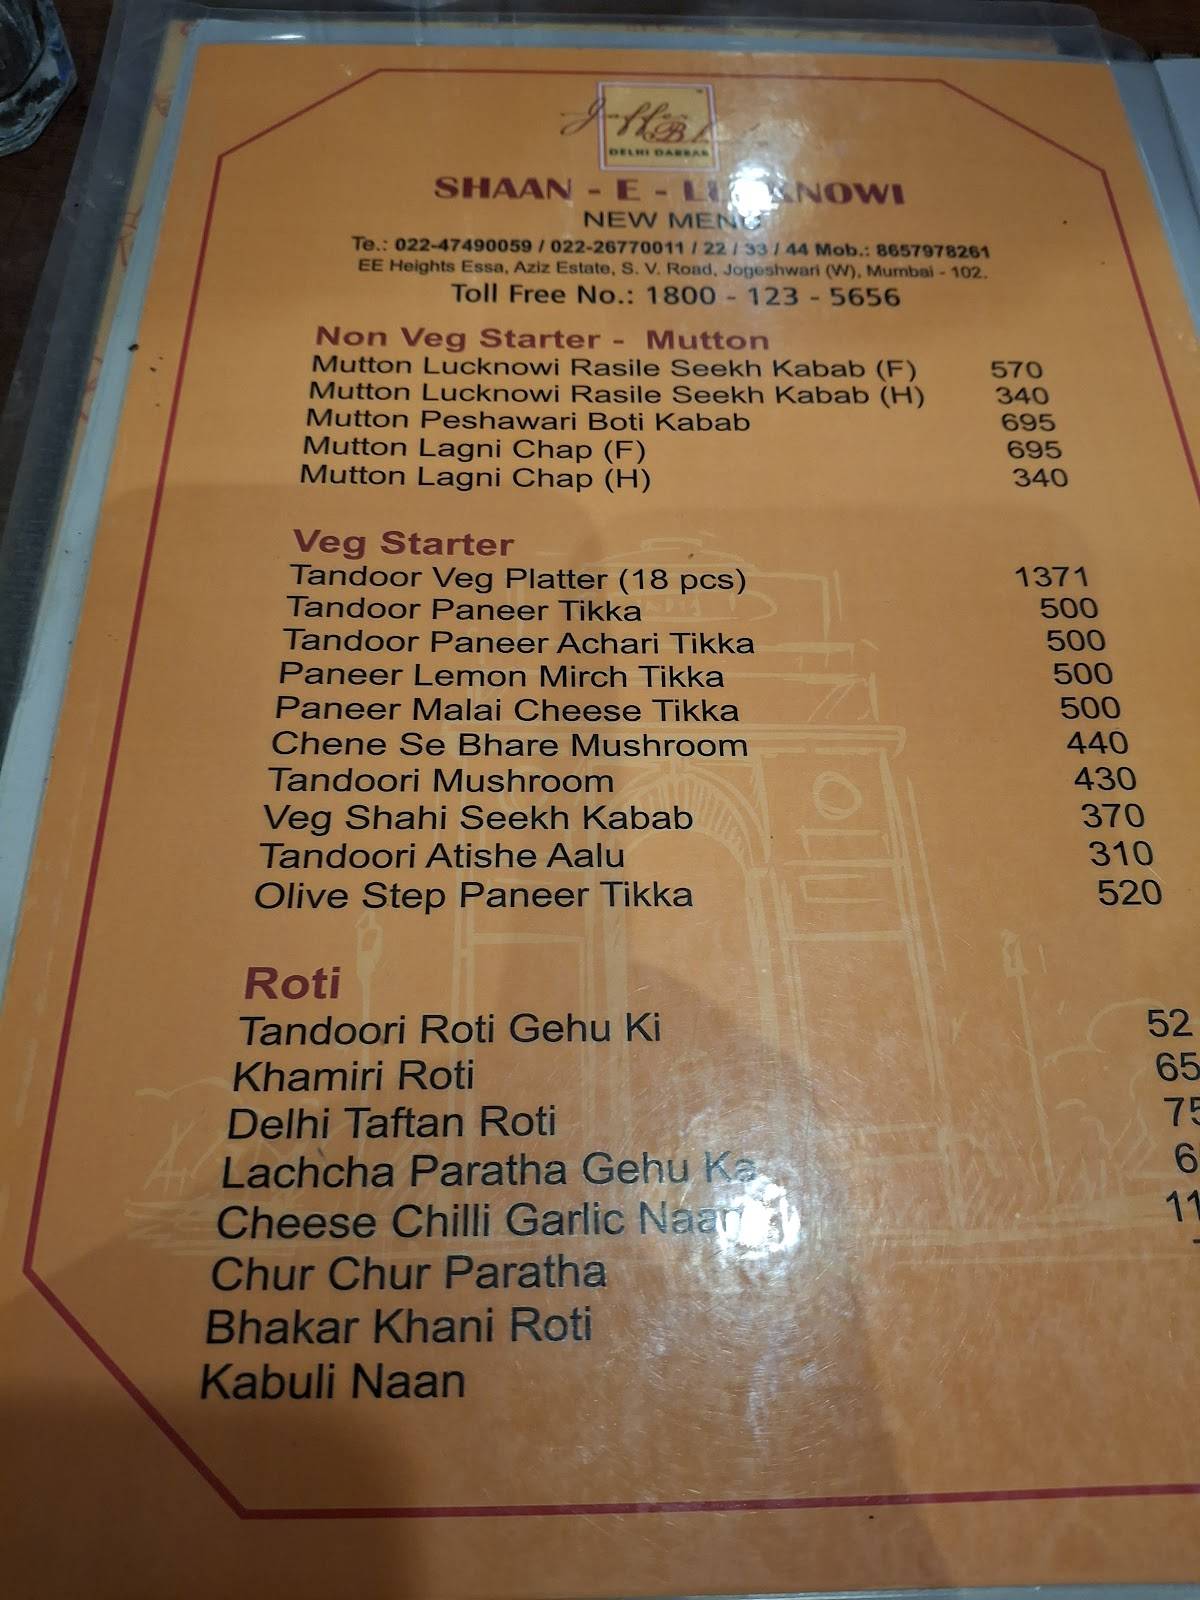 DELHI DARBAR
SHAAN - E - LUCKNOWI
NEW MENU
Te.: 022-47490059 / 022-26770011 / 22 / 33 / 44 Mob.: 8657978261
EE Heights Essa, Aziz Estate, S. V. Road, Jogeshwari (W), Mumbai - 102.
Toll Free No.: 1800 - 123 - 5656
Non Veg Starter - Mutton
Mutton Lucknowi Rasile Seekh Kabab (F) 570
Mutton Lucknowi Rasile Seekh Kabab (H) 340
Mutton Peshawari Boti Kabab 695
Mutton Lagni Chap (F) 695
Mutton Lagni Chap (H) 340
Veg Starter
Tandoor Veg Platter (18 pcs) 1371
Tandoor Paneer Tikka 500
Tandoor Paneer Achari Tikka 500
Paneer Lemon Mirch Tikka 500
Paneer Malai Cheese Tikka 500
Chene Se Bhare Mushroom 440
Tandoori Mushroom 430
Veg Shahi Seekh Kabab 370
Tandoori Atishe Aalu 310
Olive Step Paneer Tikka 520
Roti
Tandoori Roti Gehu Ki 52
Khamiri Roti 65
Delhi Taftan Roti 75
Lachcha Paratha Gehu Ka
Cheese Chilli Garlic Naan
Chur Chur Paratha
Bhakar Khani Roti
Kabuli Naan